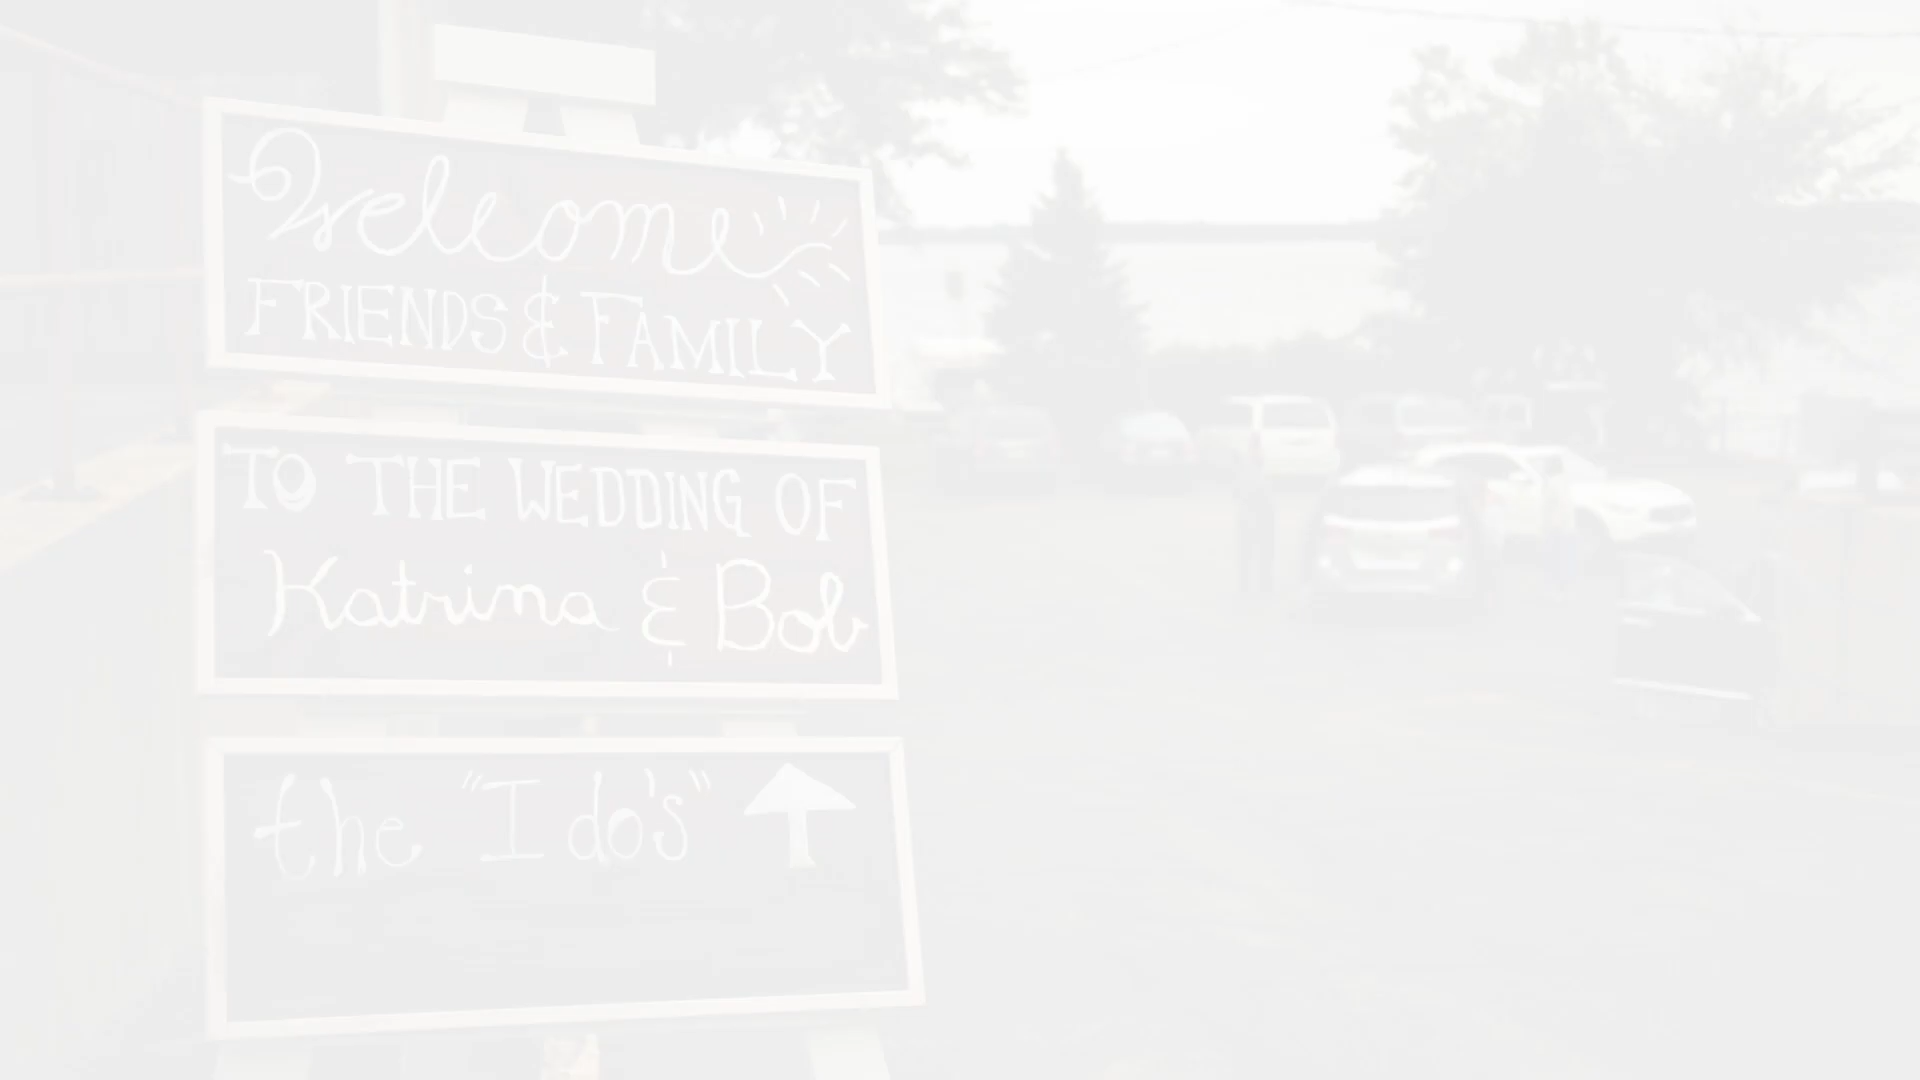 Welcome
FRIENDS & FAMILY
TO THE WEDDING OF
Katrina & Bob
the "I do's"